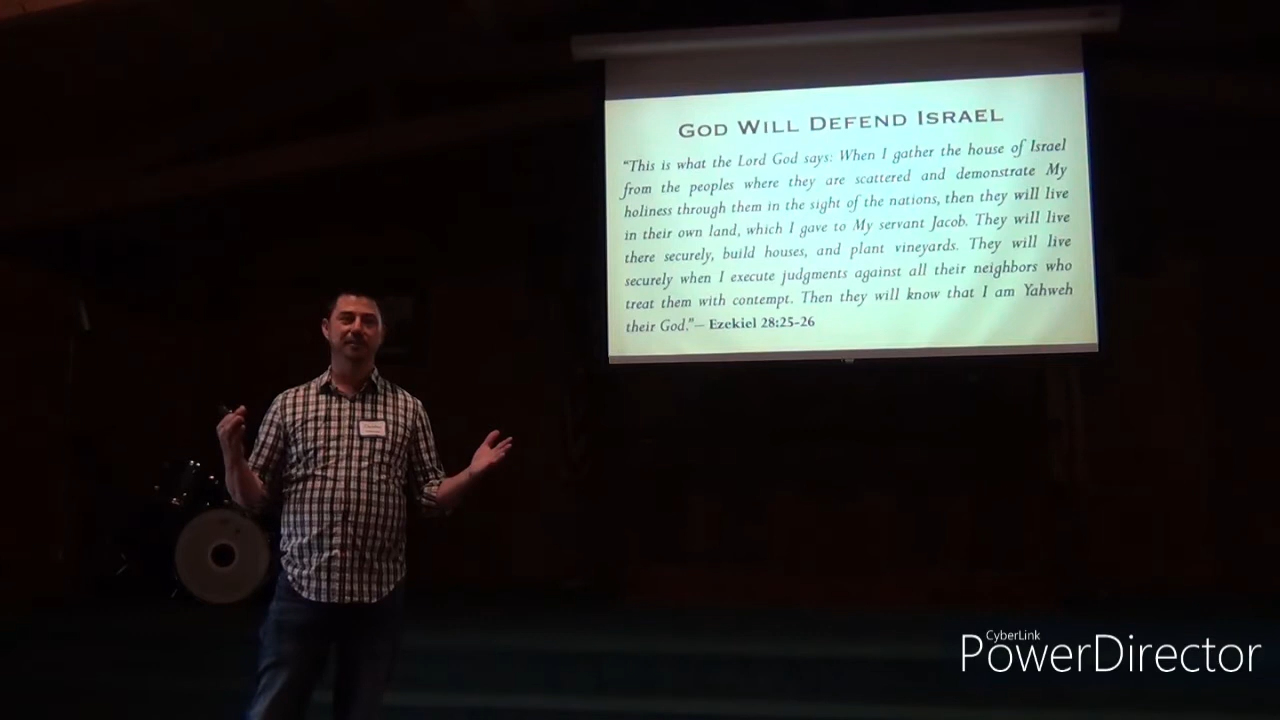 GOD WILL DEFEND ISRAEL
“This is what the Lord God says: When I gather the house of Israel
from the peoples where they are scattered and demonstrate My
holiness through them in the sight of the nations, then they will live
in their own land, which I gave to My servant Jacob. They will live
there securely, build houses, and plant vineyards. They will live
securely when I execute judgments against all their neighbors who
treat them with contempt. Then they will know that I am Yahweh
their God.”— Ezekiel 28:25-26
CyberLink
PowerDirector